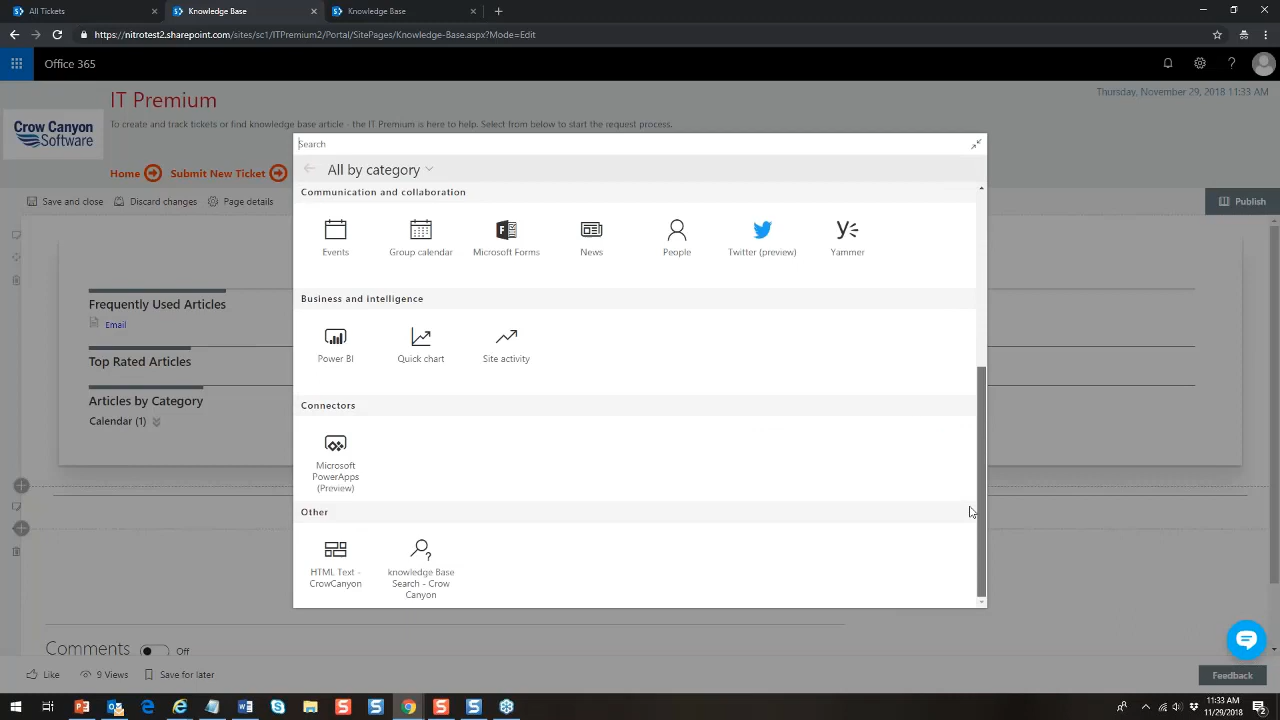 All Tickets
Knowledge Base
Knowledge Base
https://nitrotest2.sharepoint.com/sites/sc1/ITPremium2/Portal/SitePages/Knowledge-Base.aspx?Mode=Edit
Office 365
IT Premium
Thursday, November 29, 2018 11:33 AM
Crow Canyon
Software
To create and track tickets or find knowledge base article - the IT Premium is here to help. Select from below to start the request process.
Home
Submit New Ticket
Save and close
Discard changes
Page details
Publish
Search
All by category
Communication and collaboration
Events
Group calendar
Microsoft Forms
News
People
Twitter (preview)
Yammer
Business and intelligence
Power BI
Quick chart
Site activity
Connectors
Microsoft
PowerApps
(Preview)
Other
HTML Text -
CrowCanyon
knowledge Base
Search - Crow
Canyon
Frequently Used Articles
Email
Top Rated Articles
Articles by Category
Calendar (1)
Comments
Off
Like
9 Views
Save for later
Feedback
11:33 AM
11/29/2018